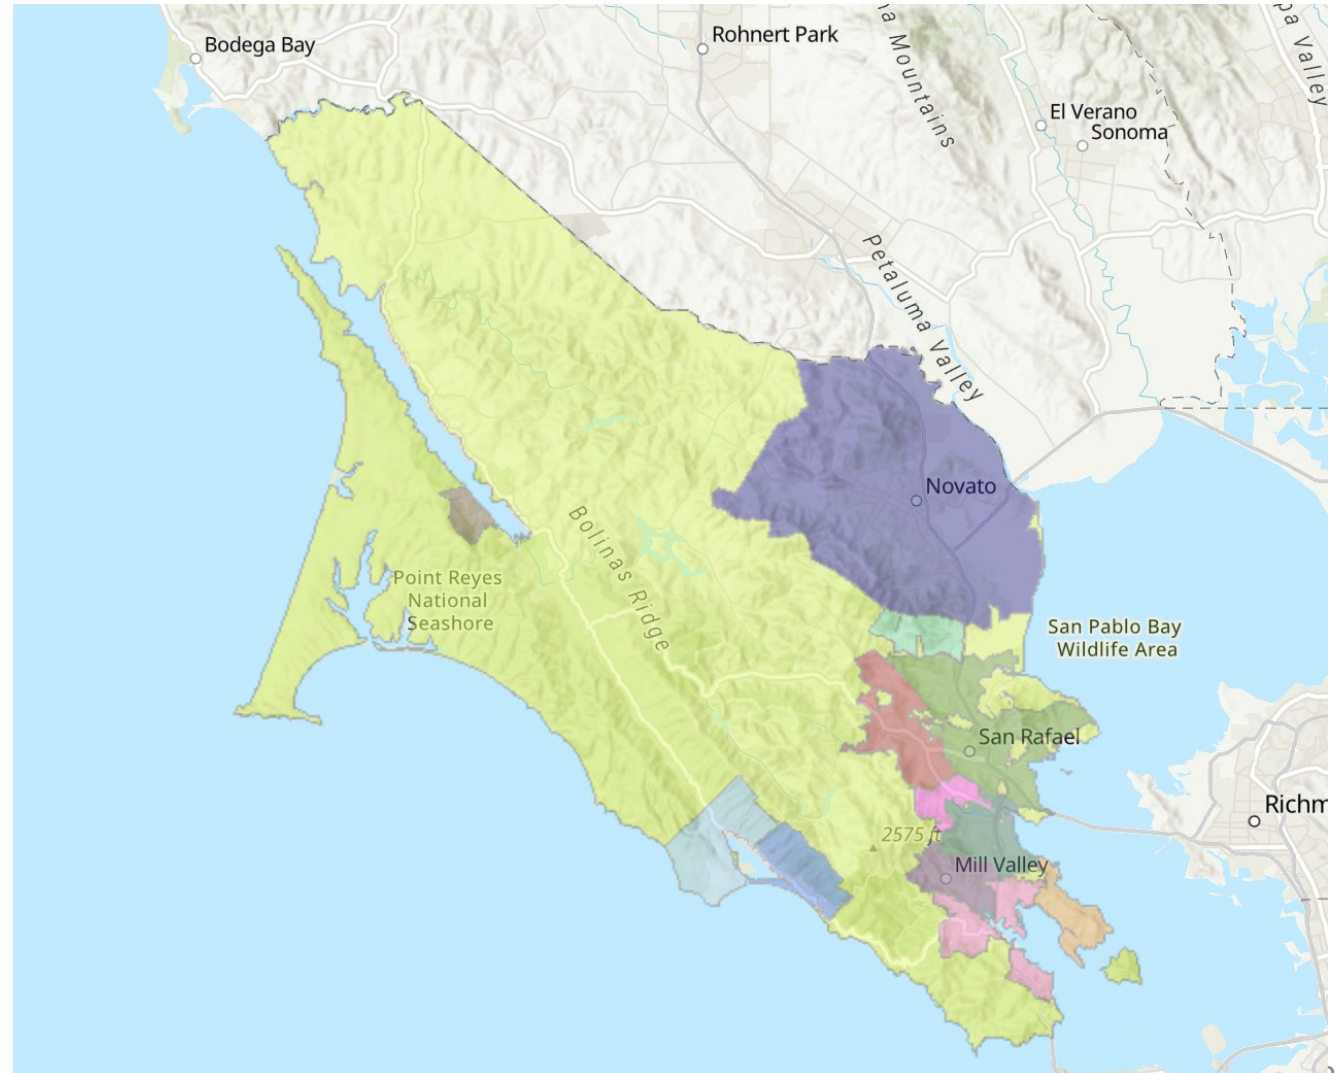 Bodega Bay
Rohnert Park
Mountains
El Verano
Sonoma
Valley
Petaluma Valley
Novato
Bolinas Ridge
Point Reyes
National
Seashore
San Pablo Bay
Wildlife Area
San Rafael
Richm
2575 ft
Mill Valley